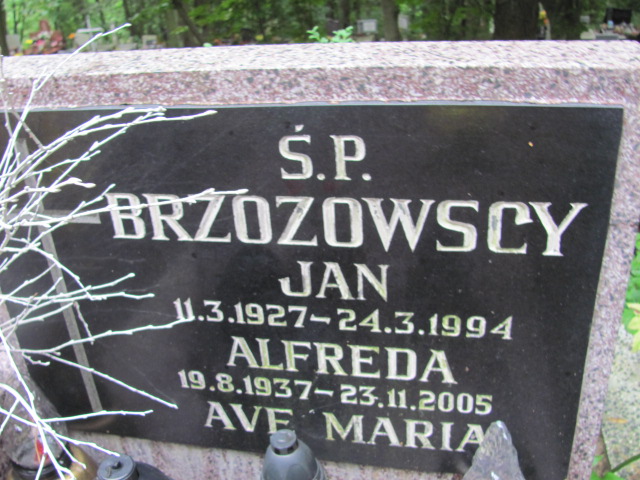 Ś.P.
BRZOZOWSCY
JAN
11.3.1927-24.3.1994
ALFREDA
19.8.1937-23.11.2005
AVE MARIA